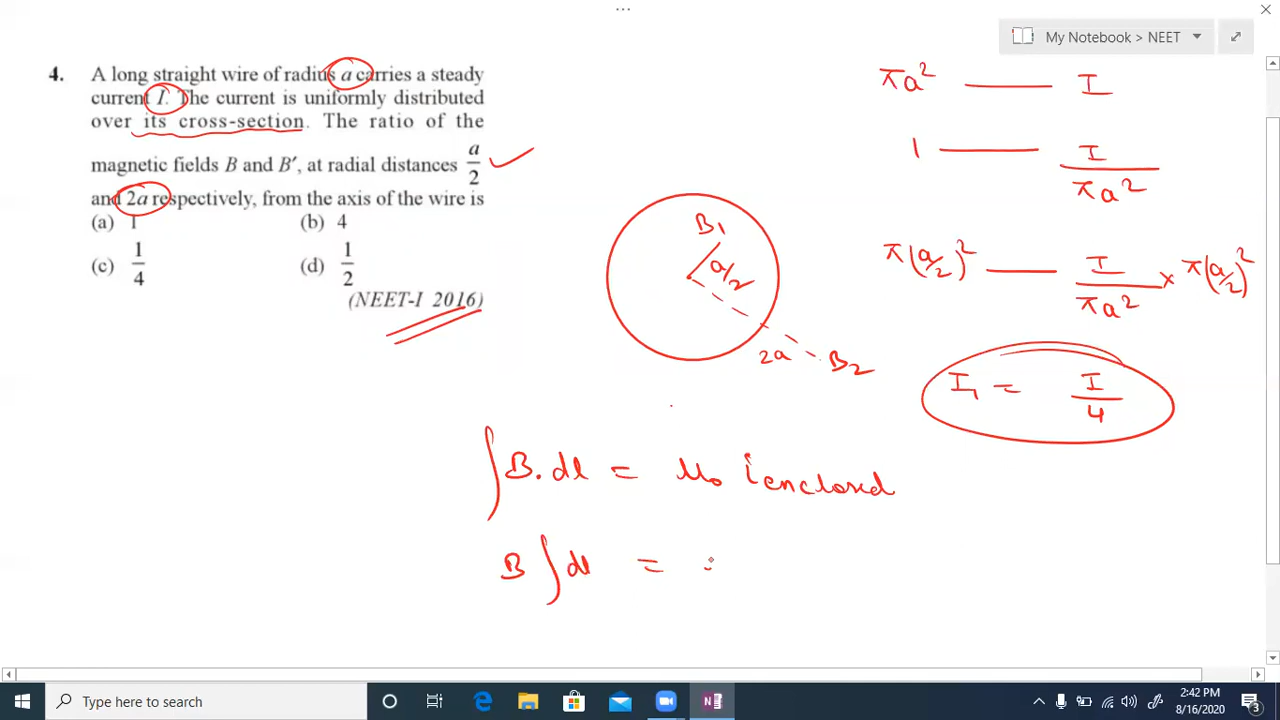 My Notebook > NEET
4. A long straight wire of radius a carries a steady
current I. The current is uniformly distributed
over its cross-section. The ratio of the
magnetic fields B and B′, at radial distances a/2
and 2a respectively, from the axis of the wire is
(a) 1 (b) 4
(c) 1/4 (d) 1/2
(NEET-I 2016)
πa² — I
1 — I/πa²
π(a/2)² — I/πa² × π(a/2)²
I₁ = I/4
B₁
a/2
2a
B₂
∫B.dl = μ₀ i enclosed
B∫dl =
Type here to search
2:42 PM
8/16/2020
3